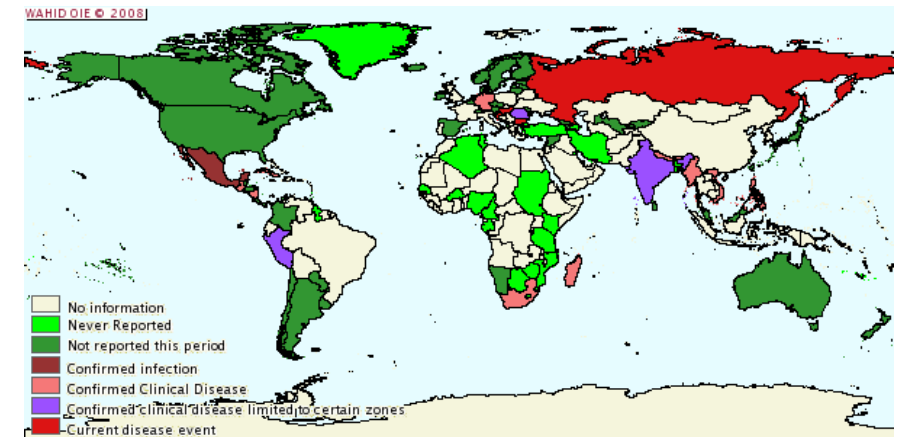 WAHID OIE © 2008
No information
Never Reported
Not reported this period
Confirmed infection
Confirmed Clinical Disease
Confirmed clinical disease limited to certain zones
Current disease event